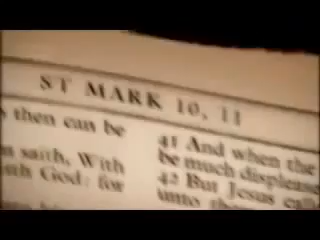 ST MARK 10, 11
then can be
saith, With
God: for
41 And when the
be much displease
42 But Jesus call
unto